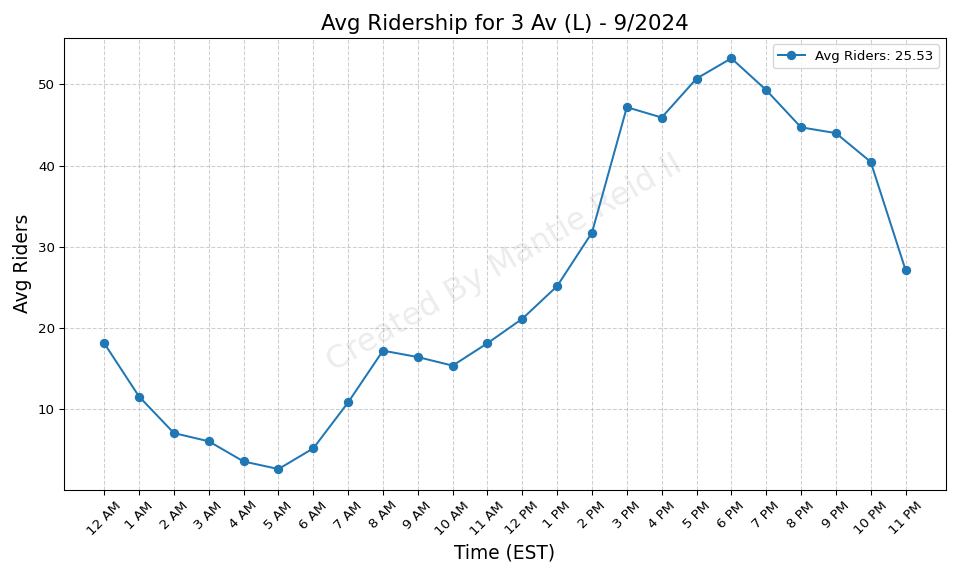 Avg Ridership for 3 Av (L) - 9/2024
Avg Riders: 25.53
50
40
30
20
10
Avg Riders
Created By Mantle Reid II
12 AM
1 AM
2 AM
3 AM
4 AM
5 AM
6 AM
7 AM
8 AM
9 AM
10 AM
11 AM
12 PM
1 PM
2 PM
3 PM
4 PM
5 PM
6 PM
7 PM
8 PM
9 PM
10 PM
11 PM
Time (EST)